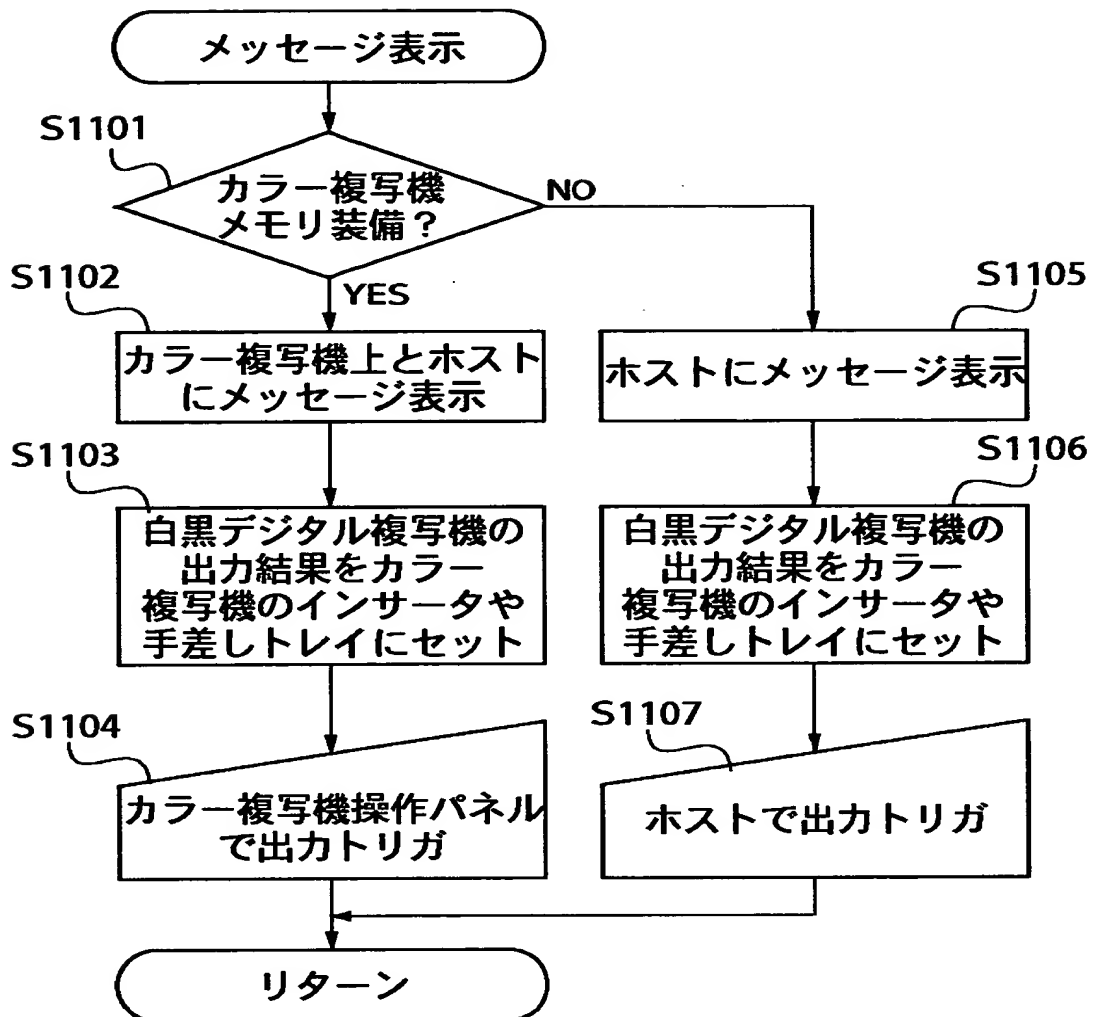 メッセージ表示
S1101
カラー複写機
メモリ装備？
NO
YES
S1102
カラー複写機上とホスト
にメッセージ表示
S1103
白黒デジタル複写機の
出力結果をカラー
複写機のインサータや
手差しトレイにセット
S1104
カラー複写機操作パネル
で出力トリガ
S1105
ホストにメッセージ表示
S1106
白黒デジタル複写機の
出力結果をカラー
複写機のインサータや
手差しトレイにセット
S1107
ホストで出力トリガ
リターン